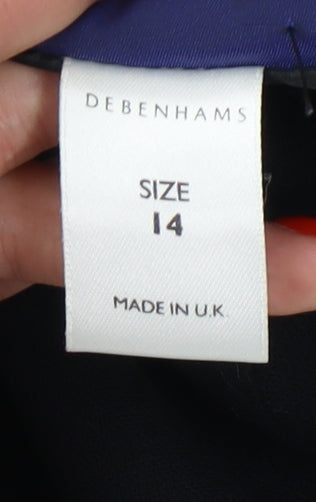 DEBENHAMS
SIZE
14
MADE IN U.K.